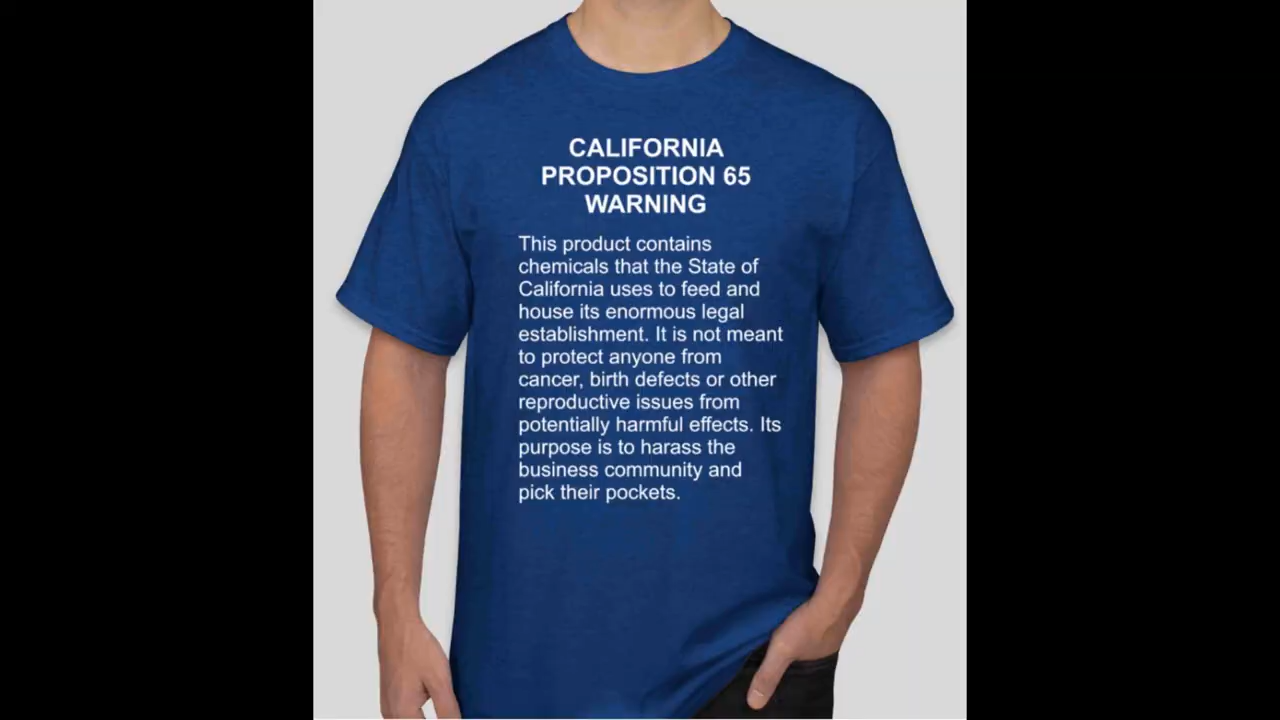 CALIFORNIA
PROPOSITION 65
WARNING
This product contains
chemicals that the State of
California uses to feed and
house its enormous legal
establishment. It is not meant
to protect anyone from
cancer, birth defects or other
reproductive issues from
potentially harmful effects. Its
purpose is to harass the
business community and
pick their pockets.